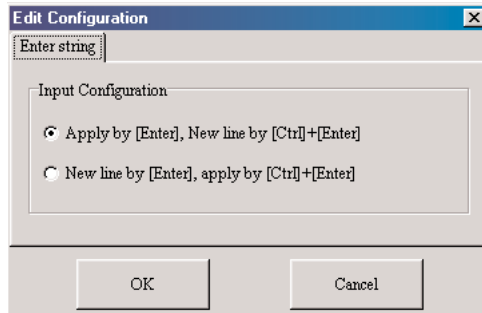 Edit Configuration
Enter string
Input Configuration
Apply by [Enter], New line by [Ctrl]+[Enter]
New line by [Enter], apply by [Ctrl]+[Enter]
OK
Cancel